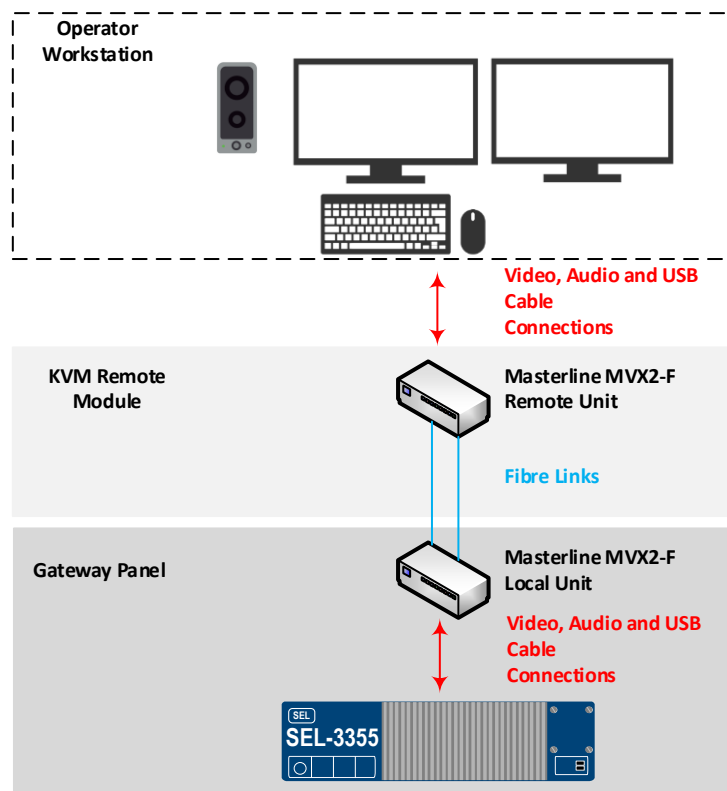 Operator
Workstation
Video, Audio and USB
Cable
Connections
KVM Remote
Module
Masterline MVX2-F
Remote Unit
Fibre Links
Gateway Panel
Masterline MVX2-F
Local Unit
Video, Audio and USB
Cable
Connections
SEL
SEL-3355